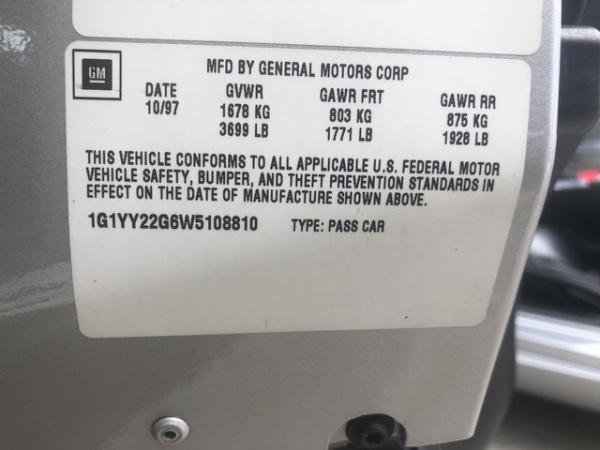 GM
MFD BY GENERAL MOTORS CORP
DATE GVWR GAWR FRT GAWR RR
10/97 1678 KG 803 KG 875 KG
3699 LB 1771 LB 1928 LB
THIS VEHICLE CONFORMS TO ALL APPLICABLE U.S. FEDERAL MOTOR
VEHICLE SAFETY, BUMPER, AND THEFT PREVENTION STANDARDS IN
EFFECT ON THE DATE OF MANUFACTURE SHOWN ABOVE.
1G1YY22G6W5108810 TYPE: PASS CAR